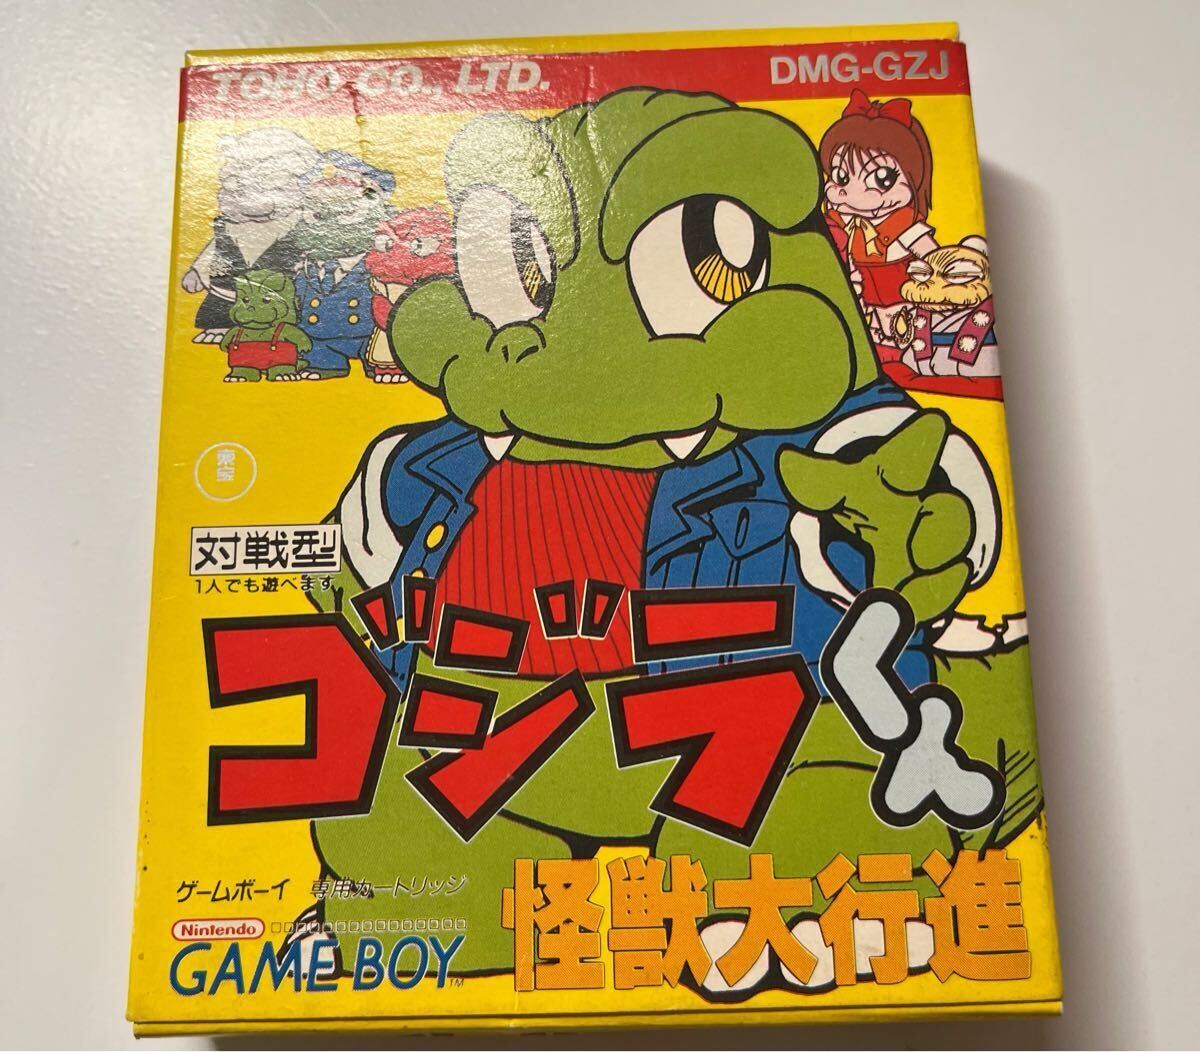 TOHO CO., LTD.
DMG-GZJ
東宝
対戦型
1人でも遊べます
ゴジラくん
怪獣大行進
ゲームボーイ 専用カートリッジ
Nintendo
GAME BOY™